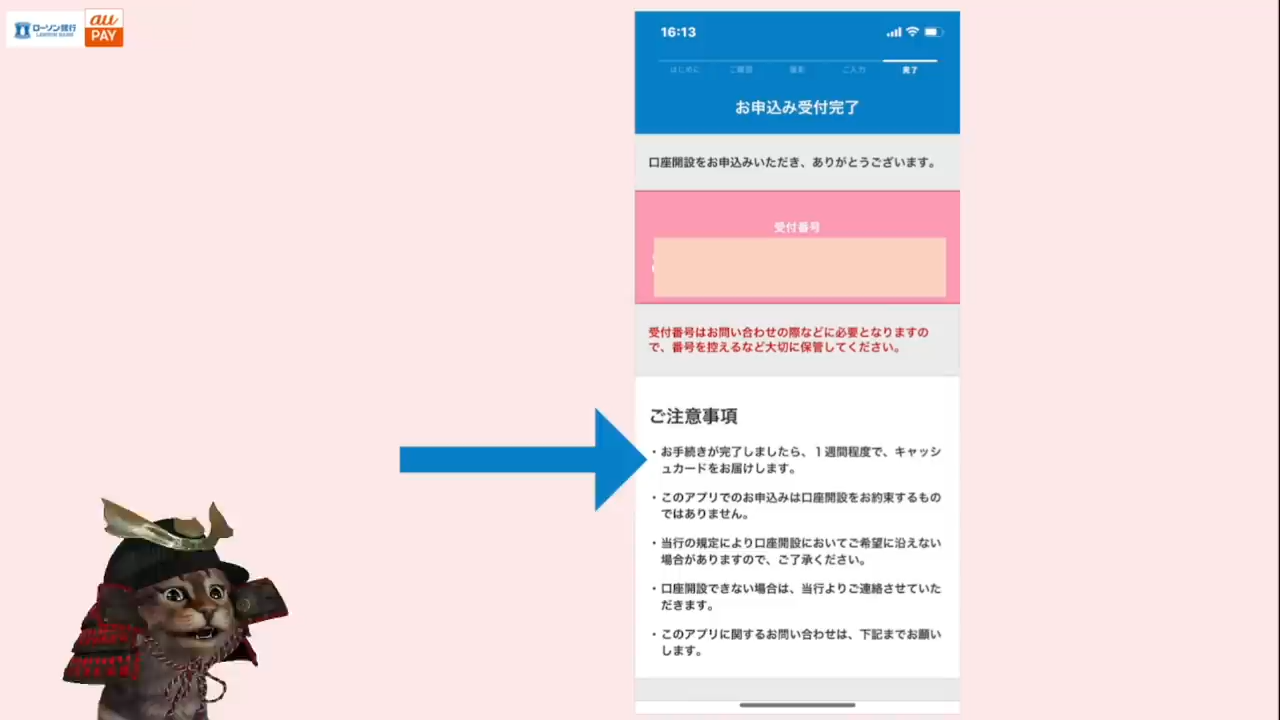 ローソン銀行
LAWSON BANK
au
PAY
16:13
はじめに
ご確認
撮影
ご入力
完了
お申込み受付完了
口座開設をお申込みいただき、ありがとうございます。
受付番号
受付番号はお問い合わせの際などに必要となりますの
で、番号を控えるなど大切に保管してください。
ご注意事項
・お手続きが完了しましたら、１週間程度で、キャッシ
ュカードをお届けします。
・このアプリでのお申込みは口座開設をお約束するもの
ではありません。
・当行の規定により口座開設においてご希望に沿えない
場合がありますので、ご了承ください。
・口座開設できない場合は、当行よりご連絡させていた
だきます。
・このアプリに関するお問い合わせは、下記までお願い
します。